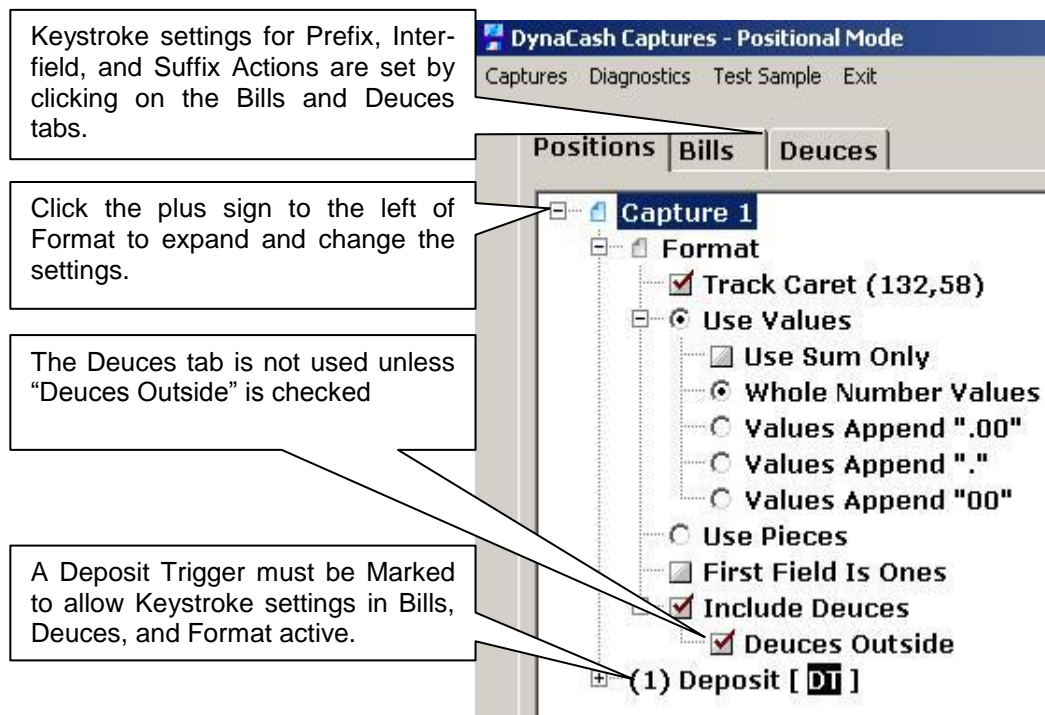 Keystroke settings for Prefix, Inter-
field, and Suffix Actions are set by
clicking on the Bills and Deuces
tabs.
Click the plus sign to the left of
Format to expand and change the
settings.
The Deuces tab is not used unless
“Deuces Outside” is checked
A Deposit Trigger must be Marked
to allow Keystroke settings in Bills,
Deuces, and Format active.
DynaCash Captures - Positional Mode
Captures Diagnostics Test Sample Exit
Positions Bills Deuces
Capture 1
Format
Track Caret (132,58)
Use Values
Use Sum Only
Whole Number Values
Values Append ".00"
Values Append "."
Values Append "00"
Use Pieces
First Field Is Ones
Include Deuces
Deuces Outside
(1) Deposit [ DT ]